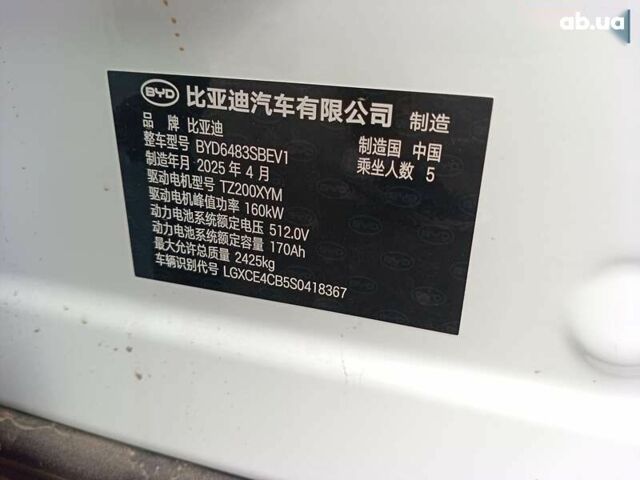 ab.ua
BYD 比亚迪汽车有限公司 制造
品 牌 比亚迪
整车型号 BYD6483SBEV1 制造国 中国
制造年月 2025 年 4 月 乘坐人数 5
驱动电机型号 TZ200XYM
驱动电机峰值功率 160kW
动力电池系统额定电压 512.0V
动力电池系统额定容量 170Ah
最大允许总质量 2425kg
车辆识别代号 LGXCE4CB5S0418367